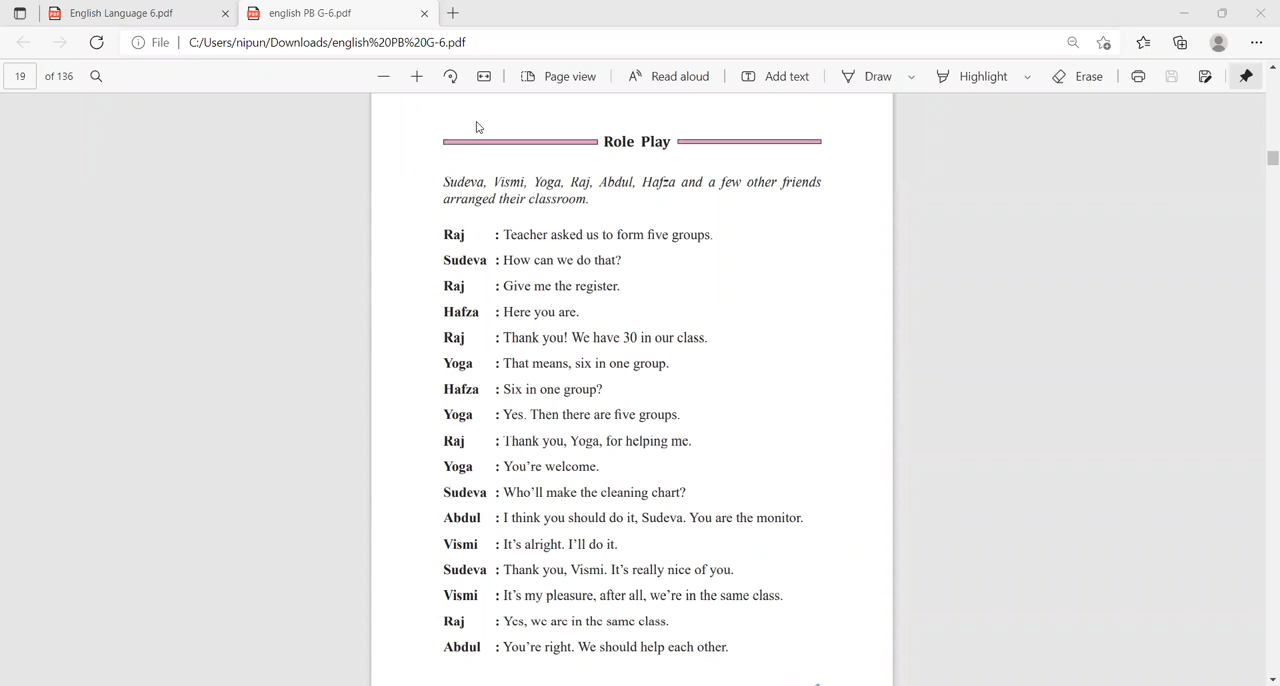 English Language 6.pdf
english PB G-6.pdf
File
C:/Users/nipun/Downloads/english%20PB%20G-6.pdf
19 of 136
Page view
Read aloud
Add text
Draw
Highlight
Erase
Role Play
Sudeva, Vismi, Yoga, Raj, Abdul, Hafza and a few other friends
arranged their classroom.
Raj : Teacher asked us to form five groups.
Sudeva : How can we do that?
Raj : Give me the register.
Hafza : Here you are.
Raj : Thank you! We have 30 in our class.
Yoga : That means, six in one group.
Hafza : Six in one group?
Yoga : Yes. Then there are five groups.
Raj : Thank you, Yoga, for helping me.
Yoga : You're welcome.
Sudeva : Who'll make the cleaning chart?
Abdul : I think you should do it, Sudeva. You are the monitor.
Vismi : It's alright. I'll do it.
Sudeva : Thank you, Vismi. It's really nice of you.
Vismi : It's my pleasure, after all, we're in the same class.
Raj : Yes, we are in the same class.
Abdul : You're right. We should help each other.